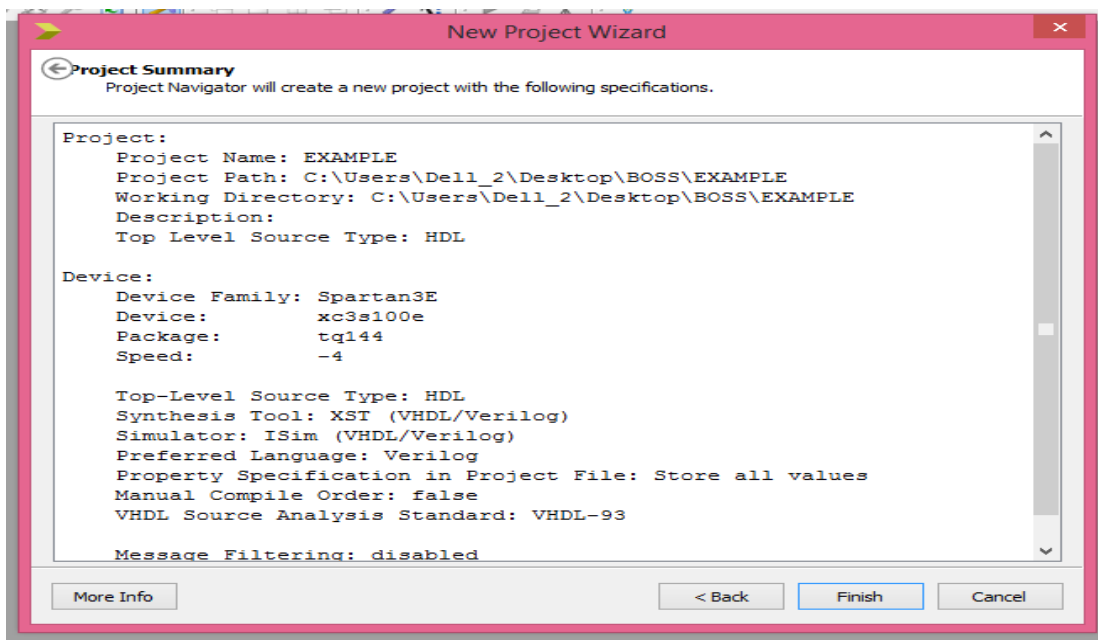 New Project Wizard
Project Summary
Project Navigator will create a new project with the following specifications.
Project:
Project Name: EXAMPLE
Project Path: C:\Users\Dell_2\Desktop\BOSS\EXAMPLE
Working Directory: C:\Users\Dell_2\Desktop\BOSS\EXAMPLE
Description:
Top Level Source Type: HDL
Device:
Device Family: Spartan3E
Device: xc3s100e
Package: tq144
Speed: -4
Top-Level Source Type: HDL
Synthesis Tool: XST (VHDL/Verilog)
Simulator: ISim (VHDL/Verilog)
Preferred Language: Verilog
Property Specification in Project File: Store all values
Manual Compile Order: false
VHDL Source Analysis Standard: VHDL-93
Message Filtering: disabled
More Info
< Back
Finish
Cancel